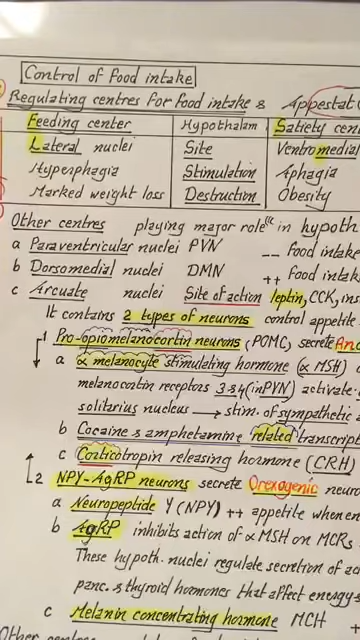 Control of food intake
Regulating centres for food intake & Appestat
Feeding center Hypothalam Satiety cen
Lateral nuclei Site Ventromedial
Hyperphagia Stimulation Aphagia
Marked weight loss Destruction Obesity
Other centres playing major role in hypoth
a Paraventricular nuclei PVN -- food intake
b Dorsomedial nuclei DMN ++ food intak
c Arcuate nuclei Site of action leptin, CCK, ins
It contains 2 types of neurons control appetite
1 Pro-opiomelanocortin neurons (POMC) secrete Ano
a α melanocyte stimulating hormone (α MSH)
melanocortin receptors 3&4 (in PVN) activate
solitarius nucleus → stim. of sympathetic
b Cocaine & amphetamine related transcript
c Corticotropin releasing hormone (CRH)
2 NPY-AgRP neurons secrete Orexogenic neuro
a Neuropeptide Y (NPY) ++ appetite when en
b AgRP inhibits action of α MSH on MCRs
These hypoth. nuclei regulate secretion of
panc. & thyroid hormones that affect energy
c Melanin concentrating hormone MCH +
Other